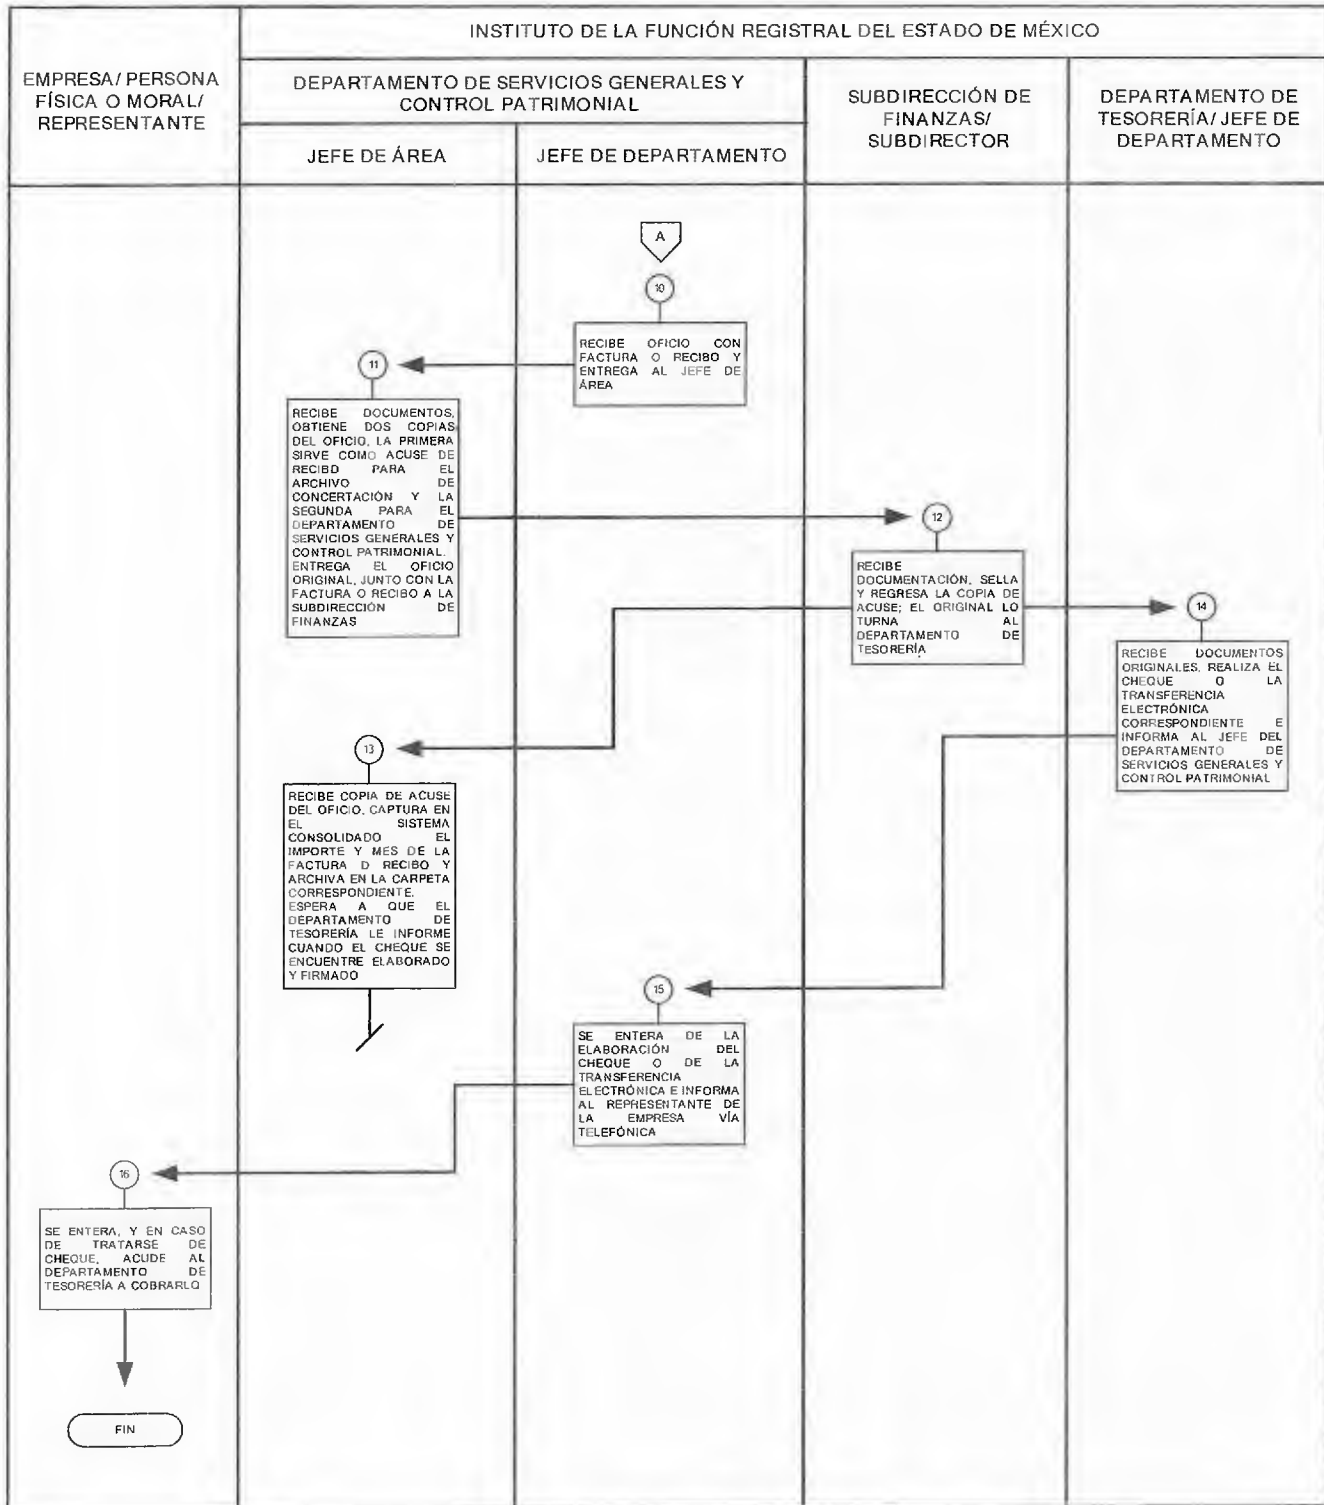 INSTITUTO DE LA FUNCIÓN REGISTRAL DEL ESTADO DE MÉXICO
EMPRESA/ PERSONA
FÍSICA O MORAL/
REPRESENTANTE
DEPARTAMENTO DE SERVICIOS GENERALES Y
CONTROL PATRIMONIAL
JEFE DE ÁREA
JEFE DE DEPARTAMENTO
SUBDIRECCIÓN DE
FINANZAS/
SUBDIRECTOR
DEPARTAMENTO DE
TESORERÍA/ JEFE DE
DEPARTAMENTO
A
10
RECIBE OFICIO CON
FACTURA O RECIBO Y
ENTREGA AL JEFE DE
ÁREA
11
RECIBE DOCUMENTOS,
OBTIENE DOS COPIAS
DEL OFICIO, LA PRIMERA
SIRVE COMO ACUSE DE
RECIBO PARA EL
ARCHIVO DE
CONCERTACIÓN Y LA
SEGUNDA PARA EL
DEPARTAMENTO DE
SERVICIOS GENERALES Y
CONTROL PATRIMONIAL.
ENTREGA EL OFICIO
ORIGINAL, JUNTO CON LA
FACTURA O RECIBO A LA
SUBDIRECCIÓN DE
FINANZAS
12
RECIBE
DOCUMENTACIÓN, SELLA
Y REGRESA LA COPIA DE
ACUSE; EL ORIGINAL LO
TURNA AL
DEPARTAMENTO DE
TESORERÍA
14
RECIBE DOCUMENTOS
ORIGINALES, REALIZA EL
CHEQUE O LA
TRANSFERENCIA
ELECTRÓNICA
CORRESPONDIENTE E
INFORMA AL JEFE DEL
DEPARTAMENTO DE
SERVICIOS GENERALES Y
CONTROL PATRIMONIAL
13
RECIBE COPIA DE ACUSE
DEL OFICIO, CAPTURA EN
EL SISTEMA
CONSOLIDADO EL
IMPORTE Y MES DE LA
FACTURA O RECIBO Y
ARCHIVA EN LA CARPETA
CORRESPONDIENTE.
ESPERA A QUE EL
DEPARTAMENTO DE
TESORERÍA LE INFORME
CUANDO EL CHEQUE SE
ENCUENTRE ELABORADO
Y FIRMADO
15
SE ENTERA DE LA
ELABORACIÓN DEL
CHEQUE O DE LA
TRANSFERENCIA
ELECTRÓNICA E INFORMA
AL REPRESENTANTE DE
LA EMPRESA VÍA
TELEFÓNICA
16
SE ENTERA, Y EN CASO
DE TRATARSE DE
CHEQUE, ACUDE AL
DEPARTAMENTO DE
TESORERÍA A COBRARLO
FIN